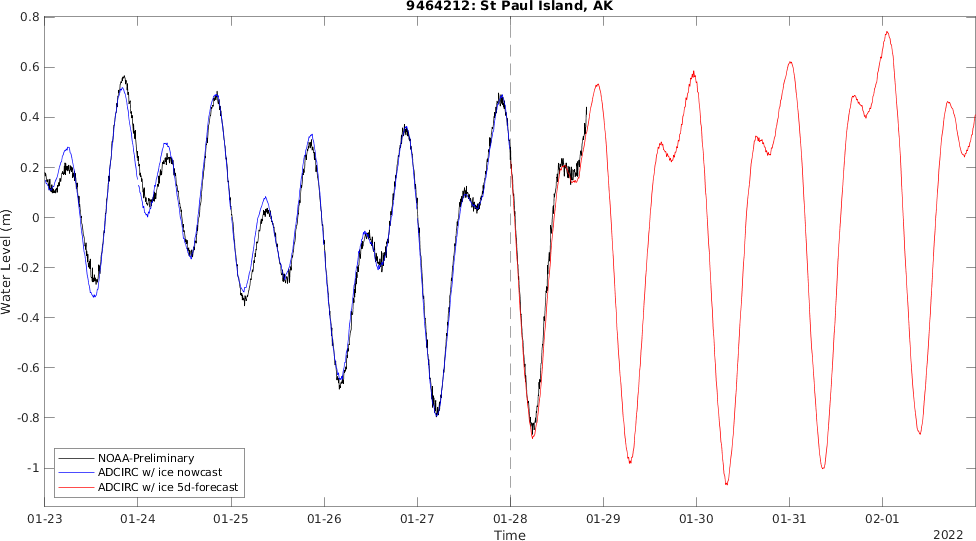 9464212: St Paul Island, AK
0.8
0.6
0.4
0.2
0
-0.2
-0.4
-0.6
-0.8
-1
Water Level (m)
NOAA-Preliminary
ADCIRC w/ ice nowcast
ADCIRC w/ ice 5d-forecast
01-23 01-24 01-25 01-26 01-27 01-28 01-29 01-30 01-31 02-01
Time
2022